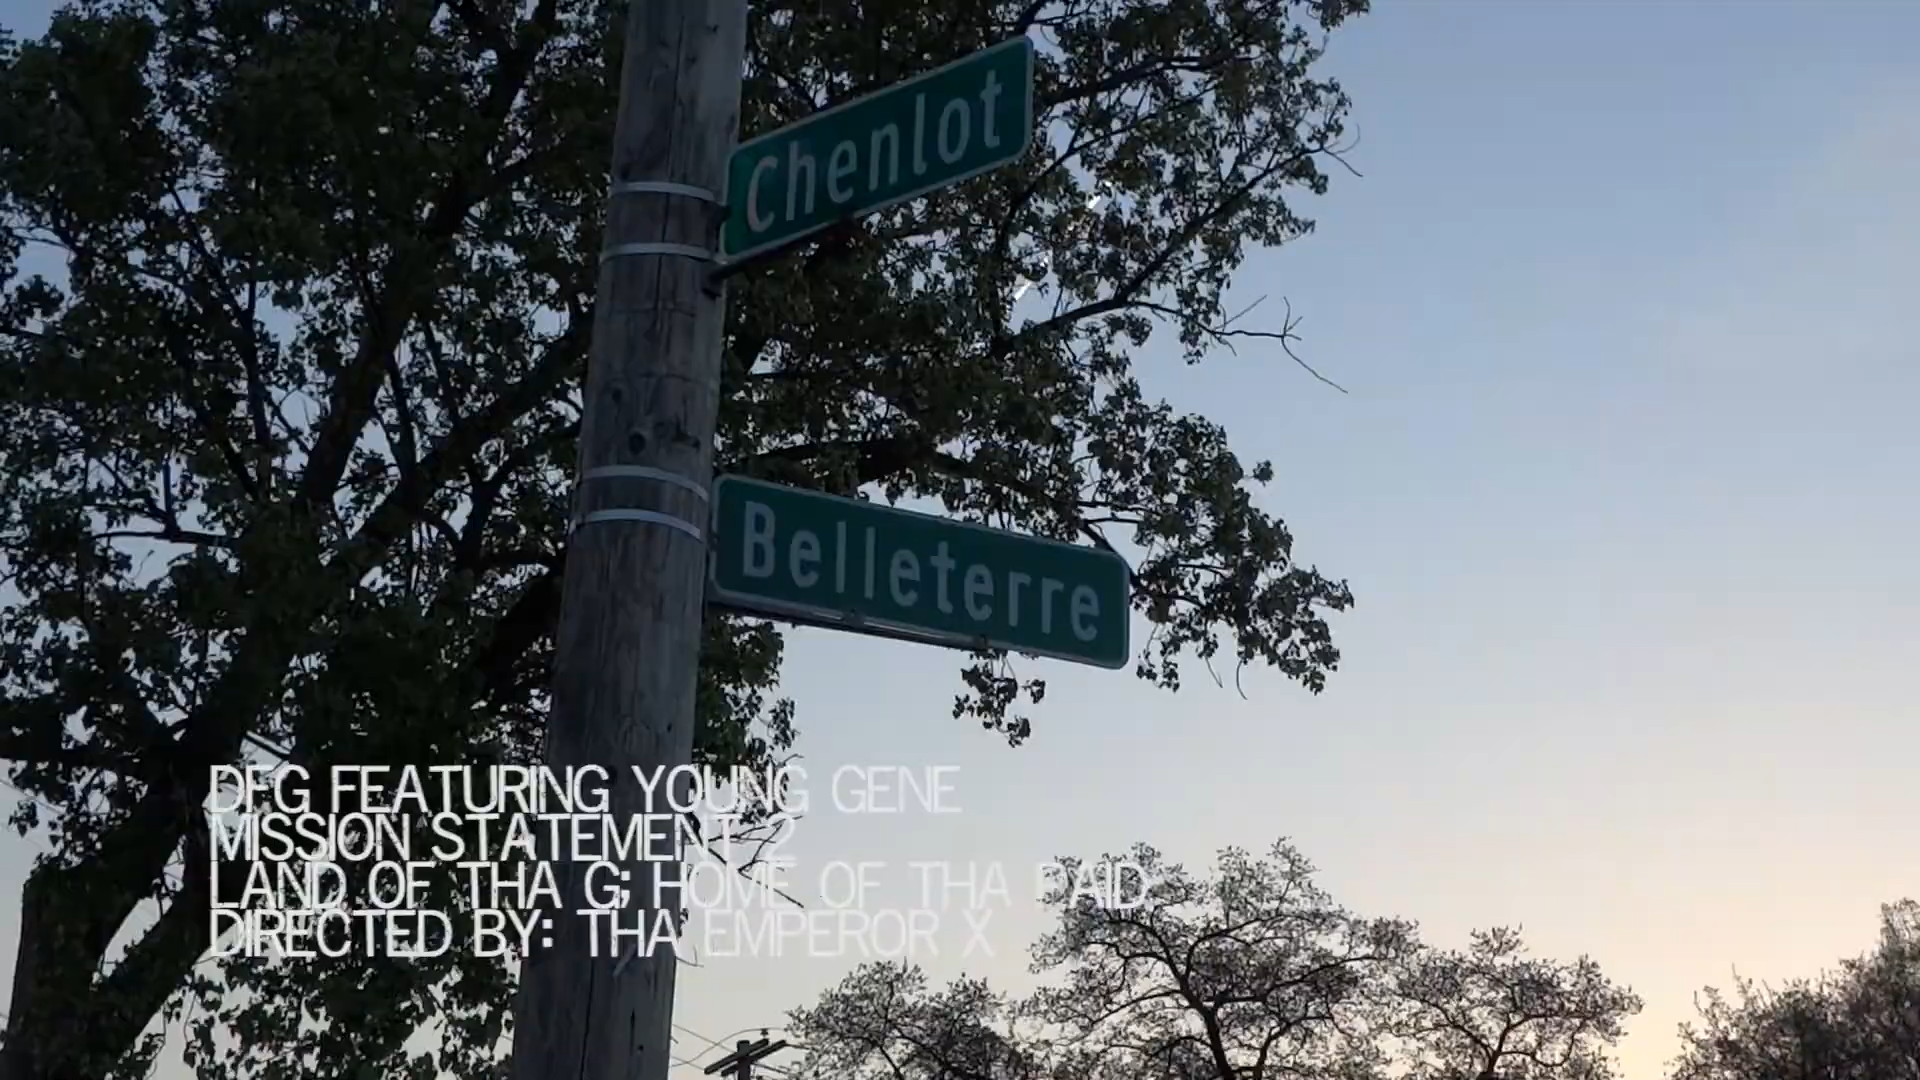 Chenlot
Belleterre
DFG FEATURING YOUNG GENE
MISSION STATEMENT 2
LAND OF THA G; HOME OF THA PAID
DIRECTED BY: THA EMPEROR X